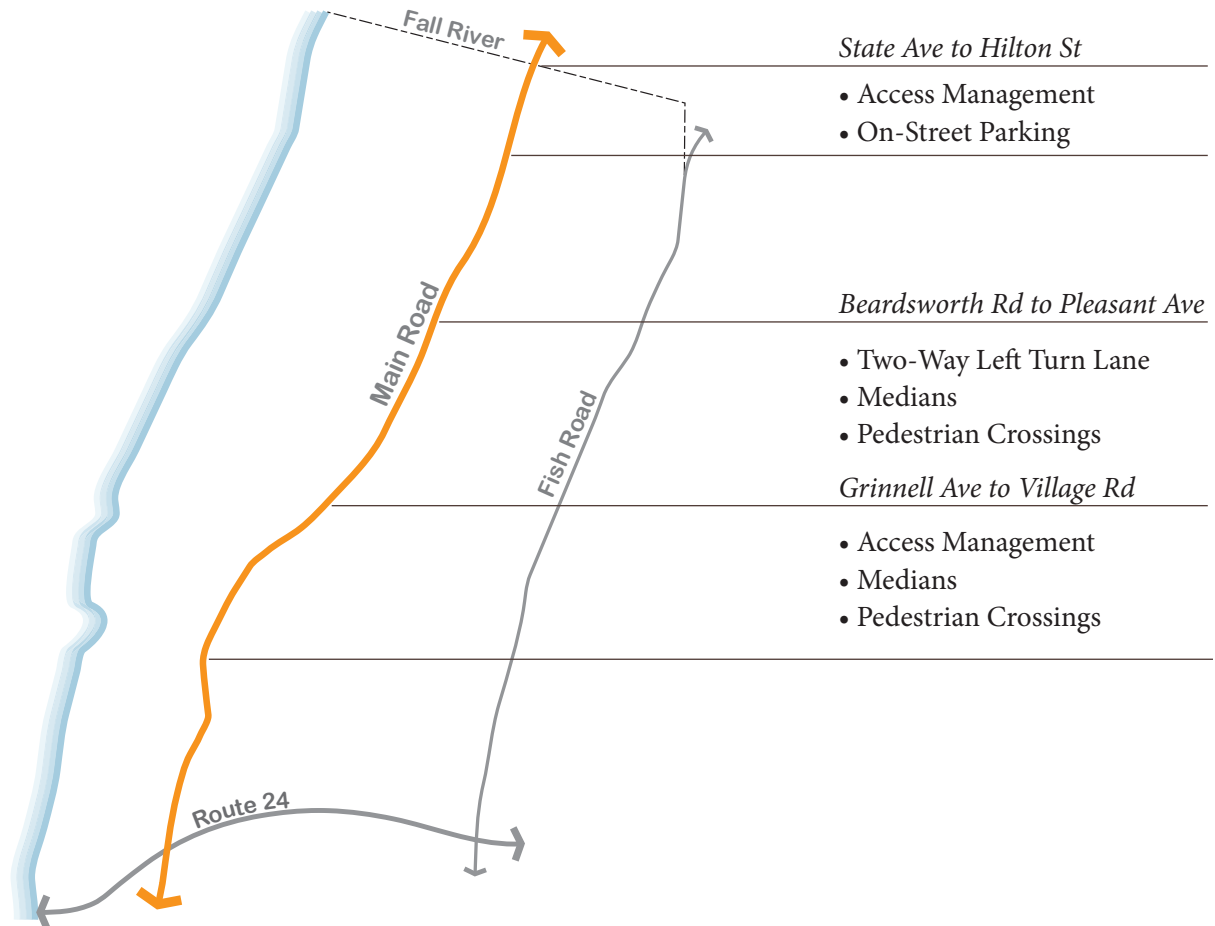 Fall River
State Ave to Hilton St
• Access Management
• On-Street Parking
Main Road
Beardsworth Rd to Pleasant Ave
• Two-Way Left Turn Lane
• Medians
• Pedestrian Crossings
Fish Road
Grinnell Ave to Village Rd
• Access Management
• Medians
• Pedestrian Crossings
Route 24